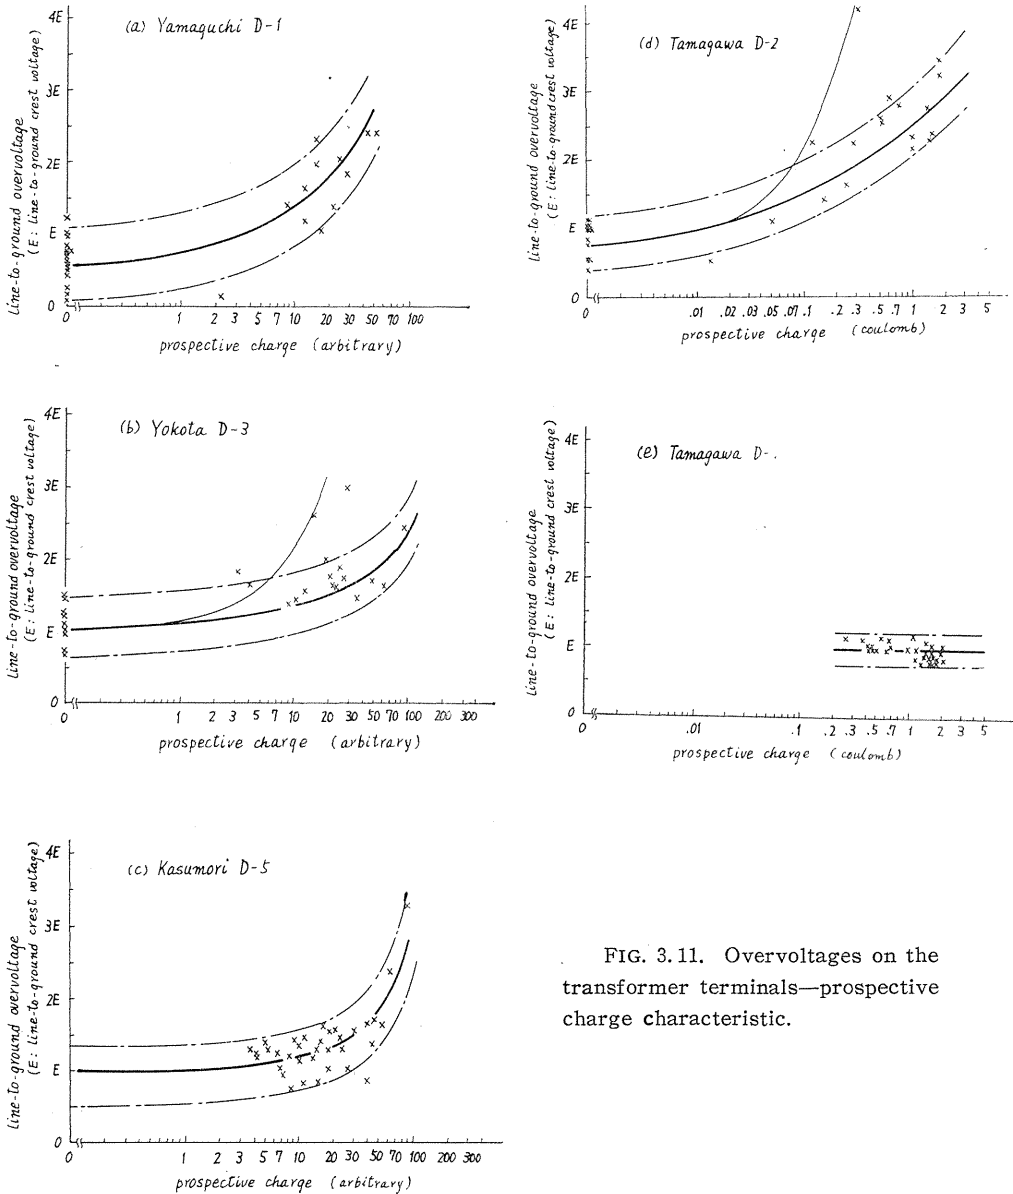 (a) Yamaguchi D-1
Line-to-ground overvoltage
(E: line-to-ground crest voltage)
4E
3E
2E
E
0
0 1 2 3 5 7 10 20 30 50 70 100
prospective charge (arbitrary)
(b) Yokota D-3
Line-to-ground overvoltage
(E: line-to-ground crest voltage)
4E
3E
2E
E
0
0 1 2 3 5 7 10 20 30 50 70 100 200 300
prospective charge (arbitrary)
(c) Kasumori D-5
Line-to-ground overvoltage
(E: line-to-ground crest voltage)
4E
3E
2E
E
0
0 1 2 3 5 7 10 20 30 50 70 100 200 300
prospective charge (arbitrary)
(d) Tamagawa D-2
Line-to-ground overvoltage
(E: line-to-ground crest voltage)
4E
3E
2E
E
0
0 .01 .02 .03 .05 .07 .1 .2 .3 .5 .7 1 2 3 5
prospective charge (coulomb)
(e) Tamagawa D-
Line-to-ground overvoltage
(E: line-to-ground crest voltage)
4E
3E
2E
E
0
0 .01 .1 .2 .3 .5 .7 1 2 3 5
prospective charge (coulomb)
FIG. 3.11. Overvoltages on the
transformer terminals—prospective
charge characteristic.